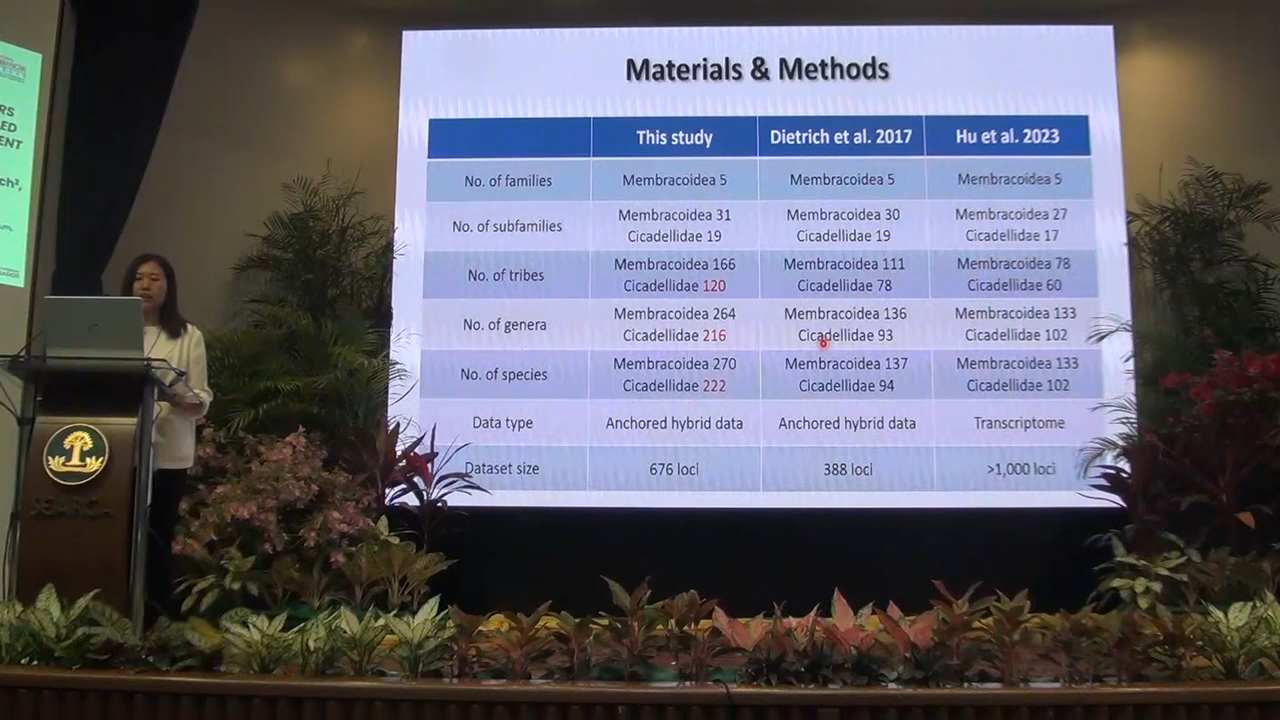 RS
ED
ENT
ch²,
um,
Materials & Methods
This study Dietrich et al. 2017 Hu et al. 2023
No. of families Membracoidea 5 Membracoidea 5 Membracoidea 5
No. of subfamilies Membracoidea 31 Membracoidea 30 Membracoidea 27
Cicadellidae 19 Cicadellidae 19 Cicadellidae 17
No. of tribes Membracoidea 166 Membracoidea 111 Membracoidea 78
Cicadellidae 120 Cicadellidae 78 Cicadellidae 60
No. of genera Membracoidea 264 Membracoidea 136 Membracoidea 133
Cicadellidae 216 Cicadellidae 93 Cicadellidae 102
No. of species Membracoidea 270 Membracoidea 137 Membracoidea 133
Cicadellidae 222 Cicadellidae 94 Cicadellidae 102
Data type Anchored hybrid data Anchored hybrid data Transcriptome
Dataset size 676 loci 388 loci >1,000 loci
SEARCA